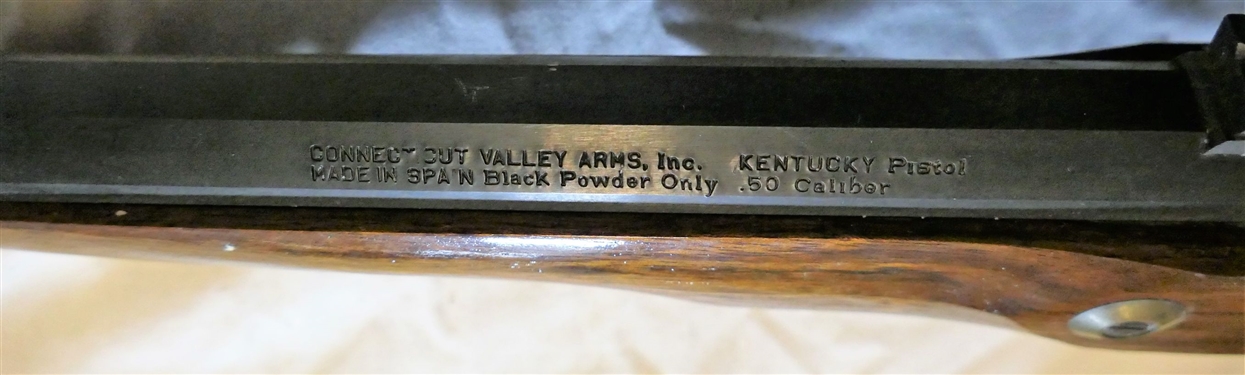 CONNECTICUT VALLEY ARMS, Inc. KENTUCKY Pistol
MADE IN SPAIN Black Powder Only .50 Caliber